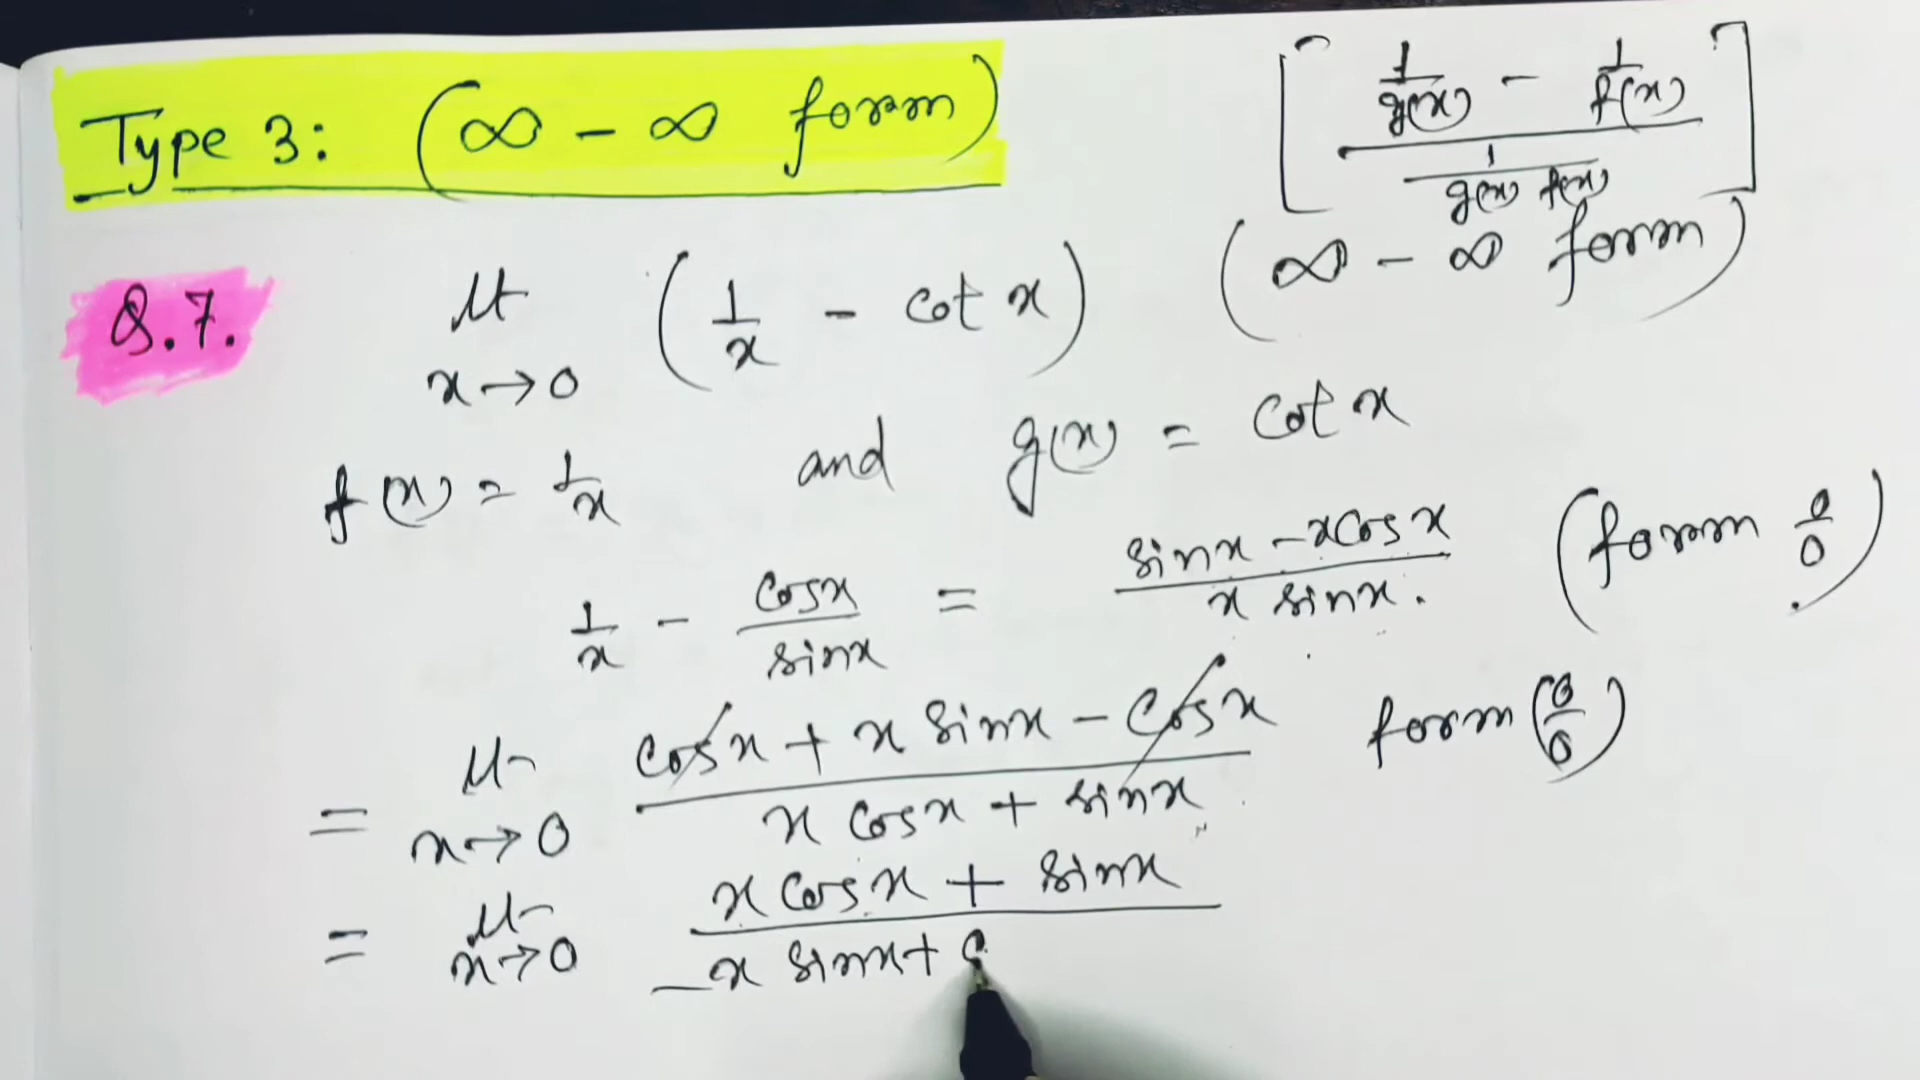 Type 3: (∞ - ∞ form)
[ (1/g(x) - 1/f(x)) / (1/(g(x) f(x))) ]
Q.7. lt x→0 (1/x - cot x) (∞ - ∞ form)
f(x) = 1/x and g(x) = cot x
1/x - cosx/sinx = (sinx - xcosx)/(x sinx). (form 0/0)
= lt x→0 (cosx + x sinx - cosx)/(x cosx + sinx) form (0/0)
= lt x→0 (x cosx + sinx)/(-x sinx + c